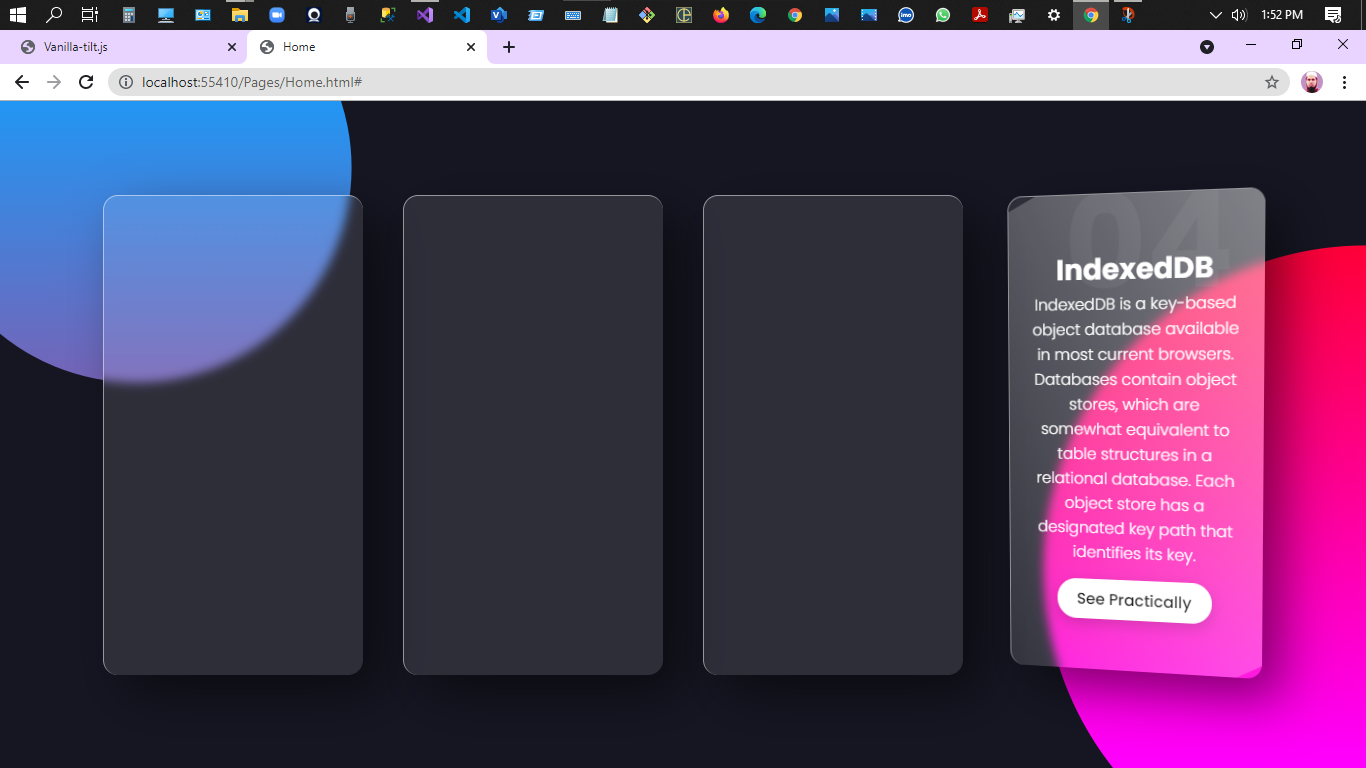 1:52 PM
Vanilla-tilt.js
Home
localhost:55410/Pages/Home.html#
04
IndexedDB
IndexedDB is a key-based
object database available
in most current browsers.
Databases contain object
stores, which are
somewhat equivalent to
table structures in a
relational database. Each
object store has a
designated key path that
identifies its key.
See Practically